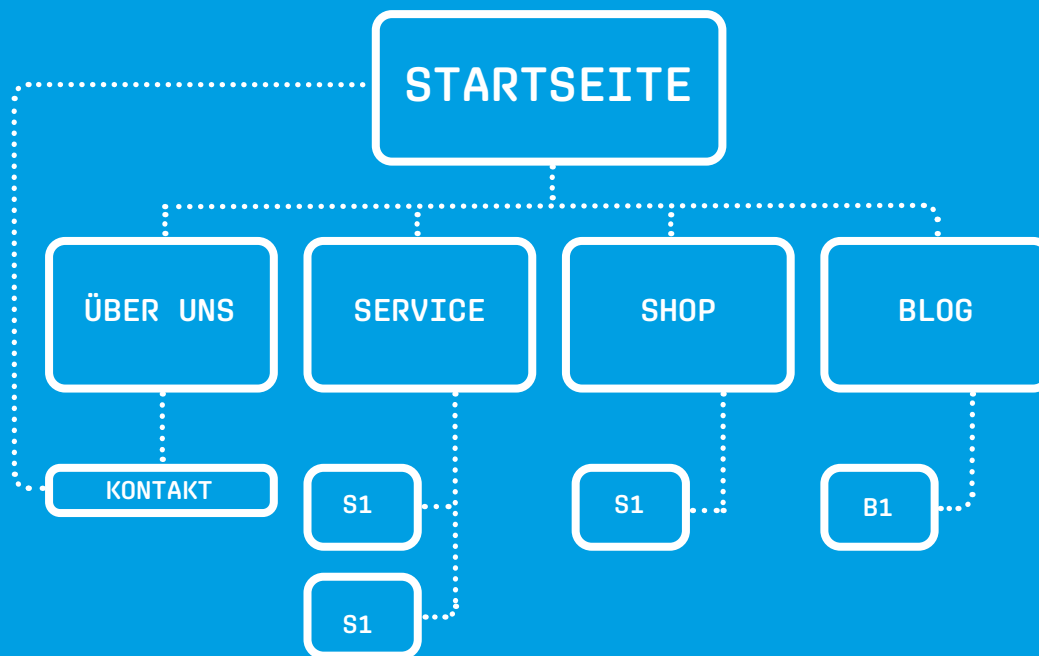 STARTSEITE
ÜBER UNS
SERVICE
SHOP
BLOG
KONTAKT
S1
S1
B1
S1